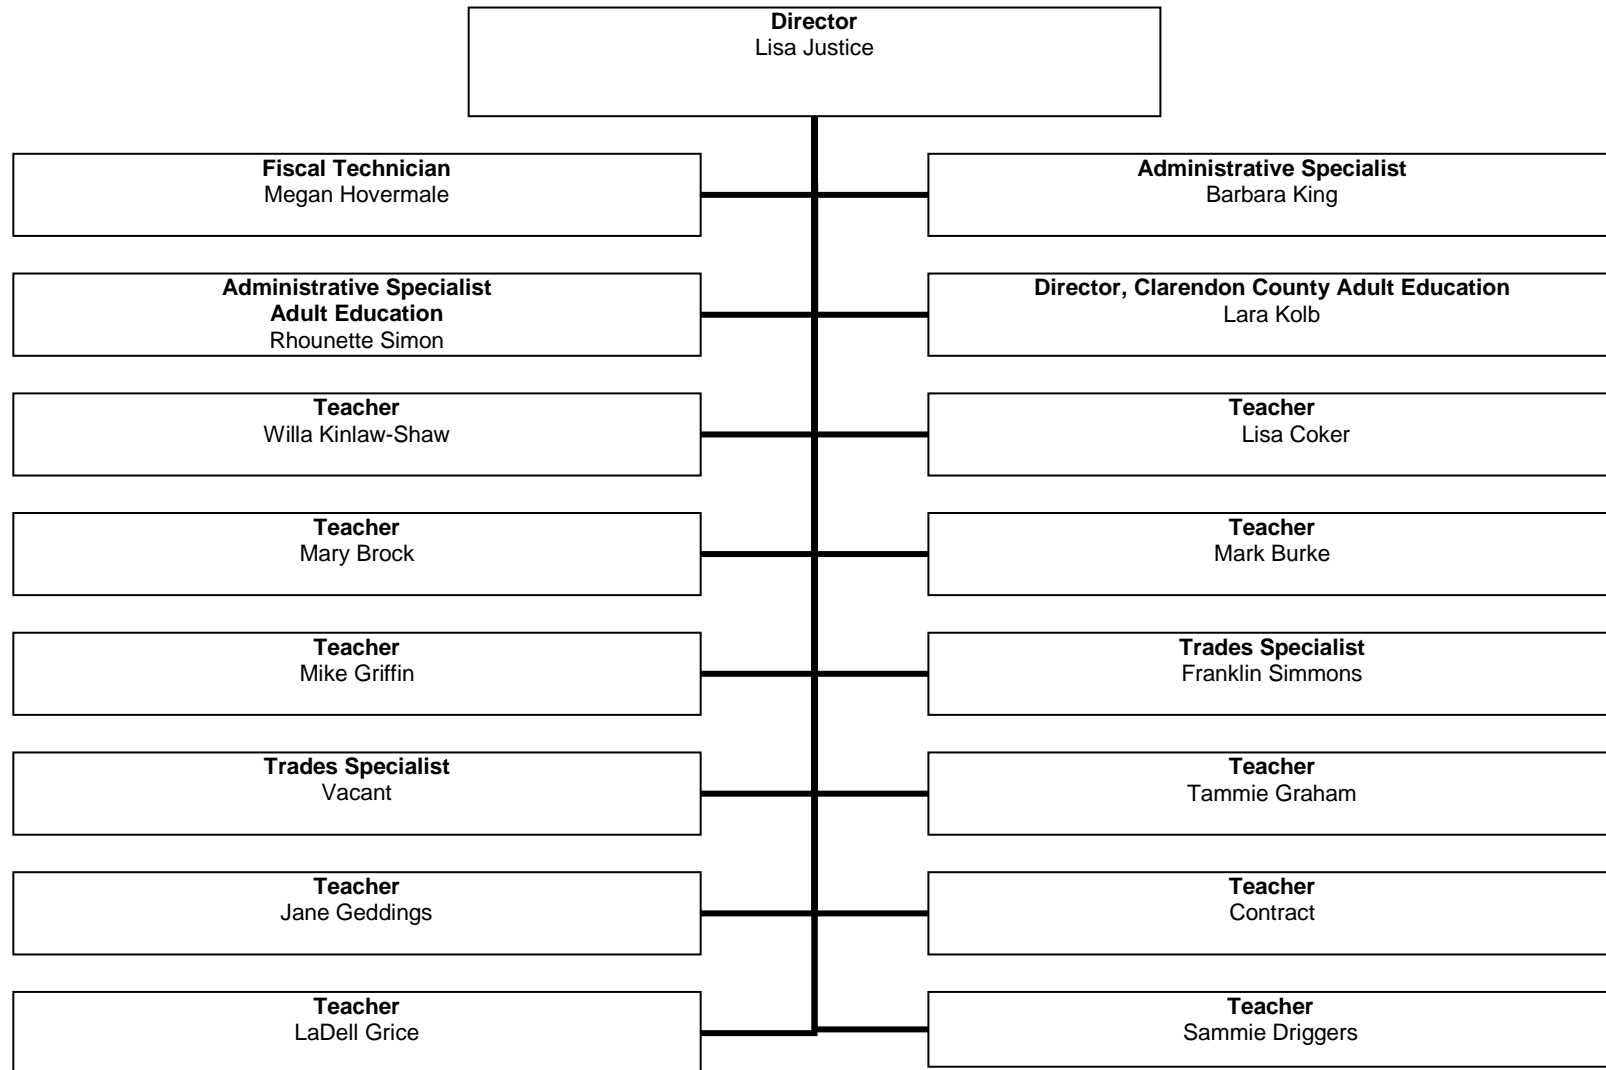 Director
Lisa Justice
Fiscal Technician
Megan Hovermale
Administrative Specialist
Barbara King
Administrative Specialist
Adult Education
Rhounette Simon
Director, Clarendon County Adult Education
Lara Kolb
Teacher
Willa Kinlaw-Shaw
Teacher
Lisa Coker
Teacher
Mary Brock
Teacher
Mark Burke
Teacher
Mike Griffin
Trades Specialist
Franklin Simmons
Trades Specialist
Vacant
Teacher
Tammie Graham
Teacher
Jane Geddings
Teacher
Contract
Teacher
LaDell Grice
Teacher
Sammie Driggers